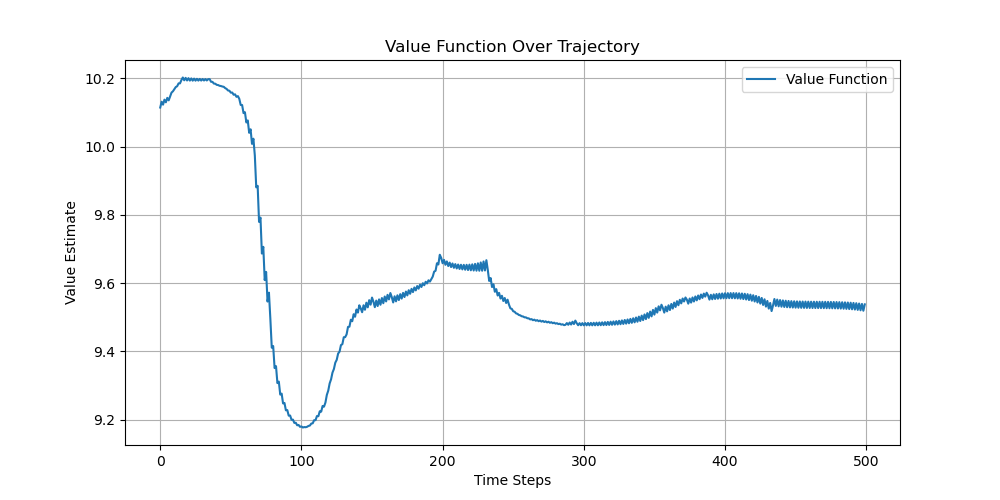 Value Function Over Trajectory
Value Function
Value Estimate
10.2
10.0
9.8
9.6
9.4
9.2
0 100 200 300 400 500
Time Steps